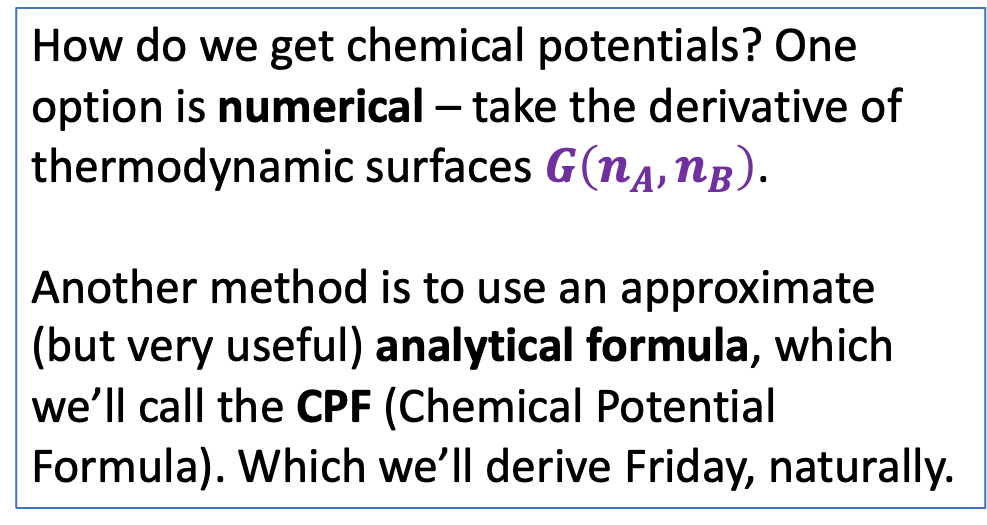 How do we get chemical potentials? One
option is numerical – take the derivative of
thermodynamic surfaces G(n_A, n_B).
Another method is to use an approximate
(but very useful) analytical formula, which
we’ll call the CPF (Chemical Potential
Formula). Which we’ll derive Friday, naturally.